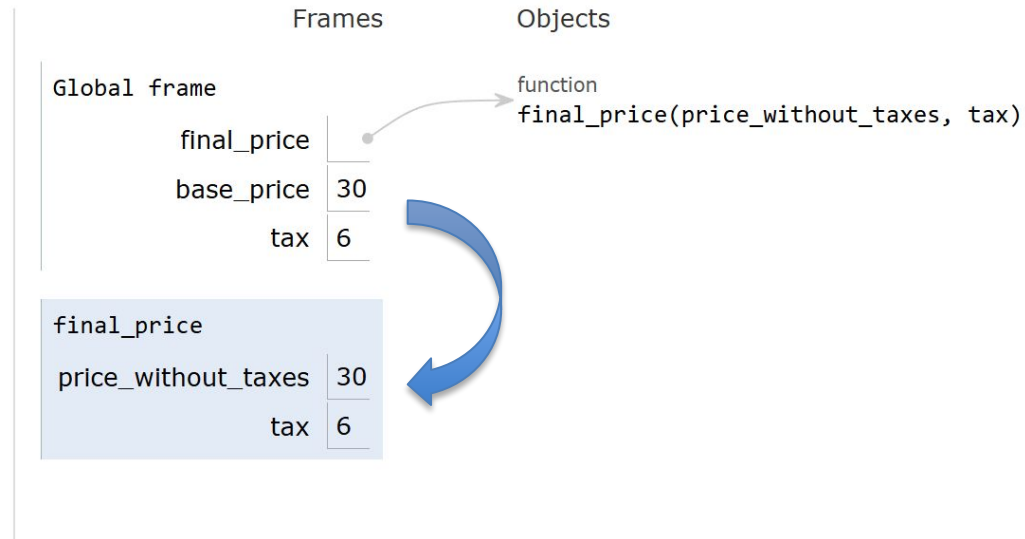 Frames Objects
Global frame
function
final_price(price_without_taxes, tax)
final_price
base_price 30
tax 6
final_price
price_without_taxes 30
tax 6